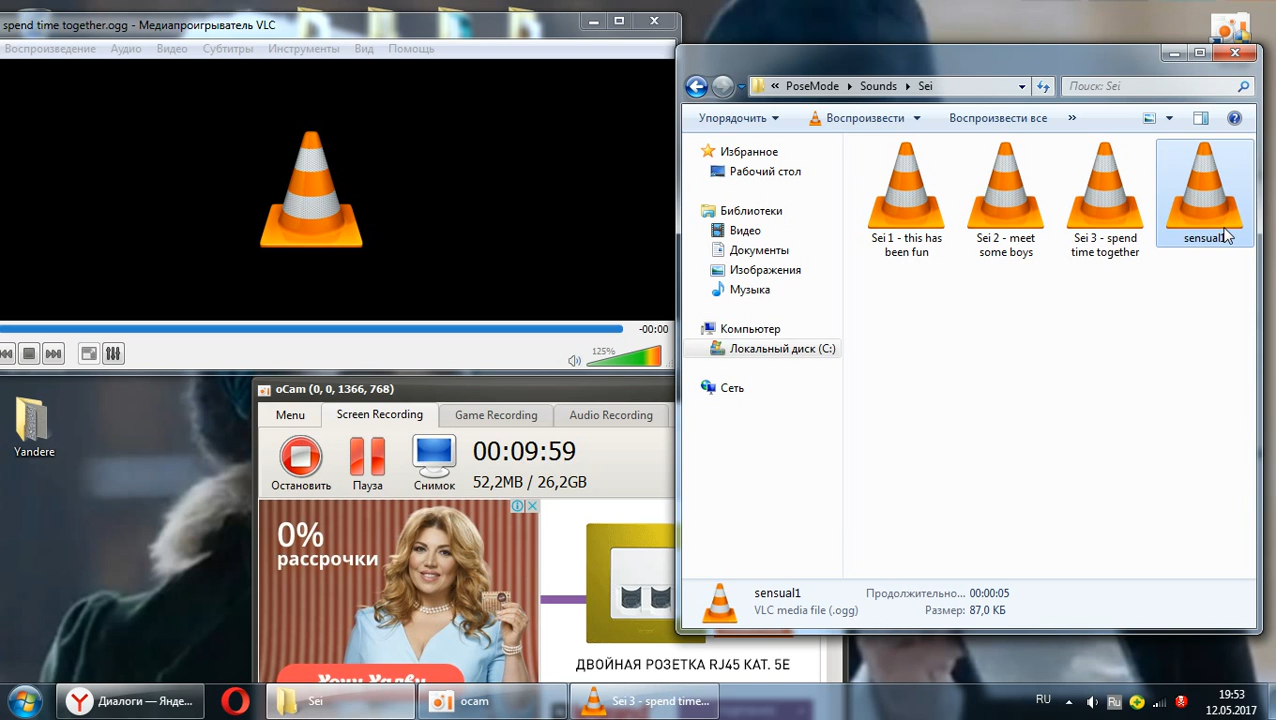 spend time together.ogg - Медиапроигрыватель VLC
Воспроизведение Аудио Видео Субтитры Инструменты Вид Помощь
-00:00
125%
« PoseMode Sounds Sei
Поиск: Sei
Упорядочить Воспроизвести Воспроизвести все »
Избранное
Рабочий стол
Библиотеки
Видео
Документы
Изображения
Музыка
Компьютер
Локальный диск (C:)
Сеть
Sei 1 - this has
been fun
Sei 2 - meet
some boys
Sei 3 - spend
time together
sensual1
sensual1
VLC media file (.ogg)
Продолжительно... 00:00:05
Размер: 87,0 КБ
Yandere
oCam (0, 0, 1366, 768)
Menu Screen Recording Game Recording Audio Recording
Остановить Пауза Снимок
00:09:59
52,2MB / 26,2GB
0%
рассрочки
ДВОЙНАЯ РОЗЕТКА RJ45 КАТ. 5E
Диалоги — Янде...
Sei
ocam
Sei 3 - spend time...
RU
Ru
19:53
12.05.2017